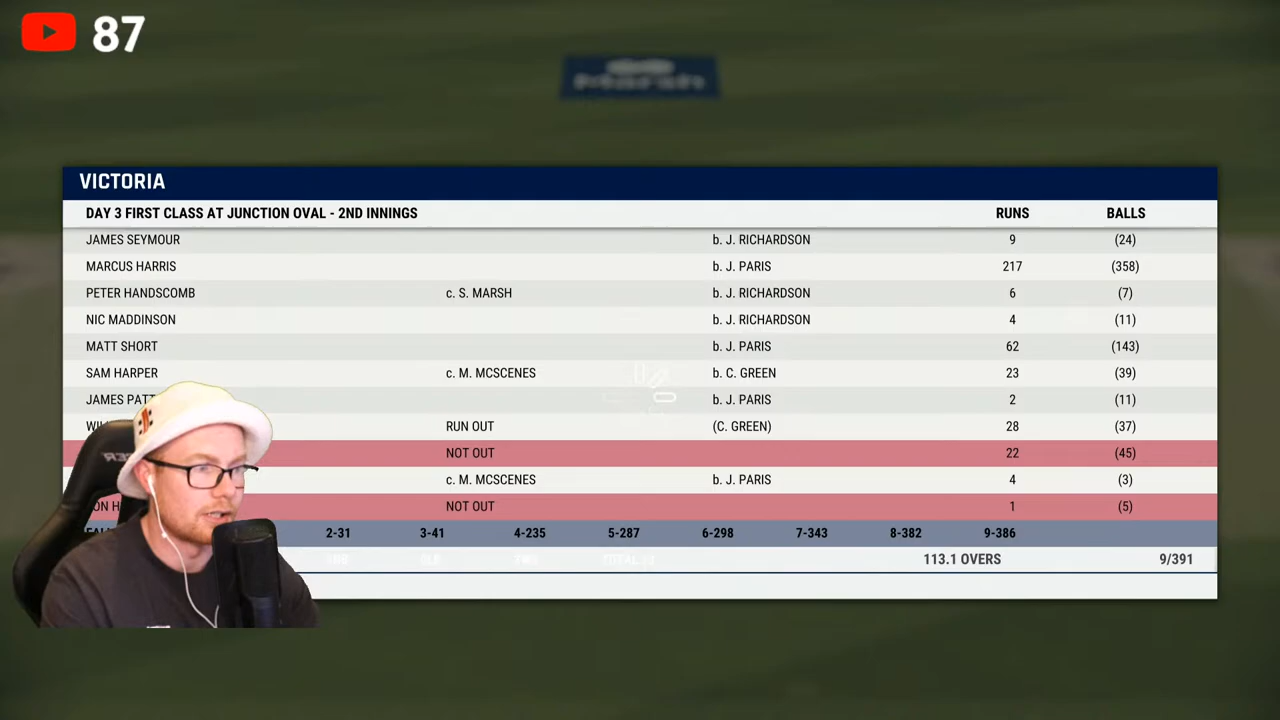 87
Marsh
VICTORIA
DAY 3 FIRST CLASS AT JUNCTION OVAL - 2ND INNINGS RUNS BALLS
JAMES SEYMOUR b. J. RICHARDSON 9 (24)
MARCUS HARRIS b. J. PARIS 217 (358)
PETER HANDSCOMB c. S. MARSH b. J. RICHARDSON 6 (7)
NIC MADDINSON b. J. RICHARDSON 4 (11)
MATT SHORT b. J. PARIS 62 (143)
SAM HARPER c. M. MCSCENES b. C. GREEN 23 (39)
JAMES PATT b. J. PARIS 2 (11)
RUN OUT (C. GREEN) 28 (37)
NOT OUT 22 (45)
c. M. MCSCENES b. J. PARIS 4 (3)
NOT OUT 1 (5)
2-31 3-41 4-235 5-287 6-298 7-343 8-382 9-386
113.1 OVERS 9/391